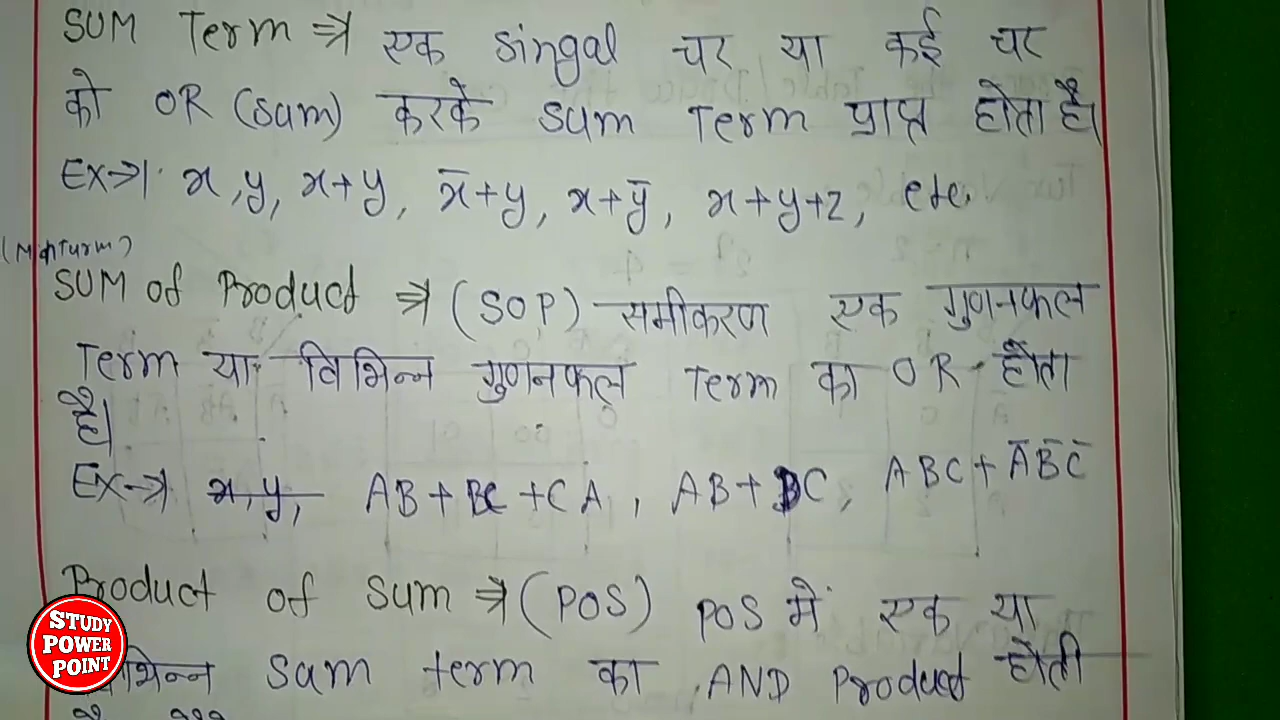 SUM Term ⇒ एक singal चर या कई चर
को OR (sum) करके sum Term प्राप्त होता है।
Ex→ x, y, x+y, x̄+y, x+ȳ, x+y+z, etc.
SUM of Product ⇒ (SOP) समीकरण एक गुणनफल
Term या विभिन्न गुणनफल Term का OR होता
है।
Ex→ x, y, AB+BC+CA, AB+BC, ABC+A̅B̅C̅
Product of Sum ⇒ (POS) POS में एक या
विभिन्न Sum term का AND Product होती
STUDY
POWER
POINT